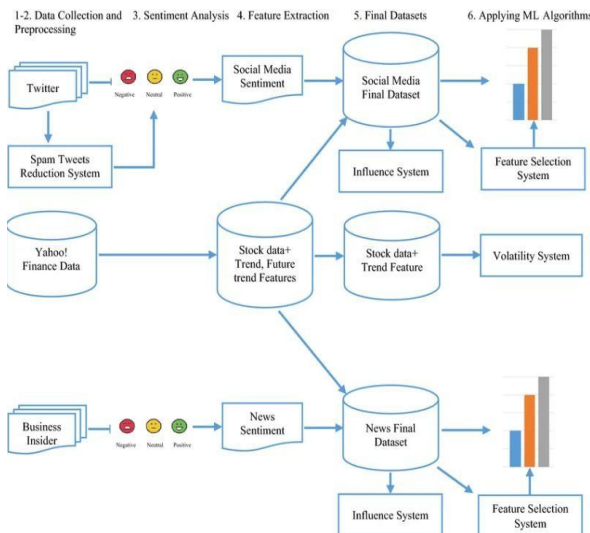 1-2. Data Collection and
Preprocessing
3. Sentiment Analysis
4. Feature Extraction
5. Final Datasets
6. Applying ML Algorithms
Twitter
Negative
Neutral
Positive
Social Media
Sentiment
Social Media
Final Dataset
Spam Tweets
Reduction System
Influence System
Feature Selection
System
Yahoo!
Finance Data
Stock data+
Trend, Future
trend Features
Stock data+
Trend Feature
Volatility System
Business
Insider
Negative
Neutral
Positive
News
Sentiment
News Final
Dataset
Influence System
Feature Selection
System